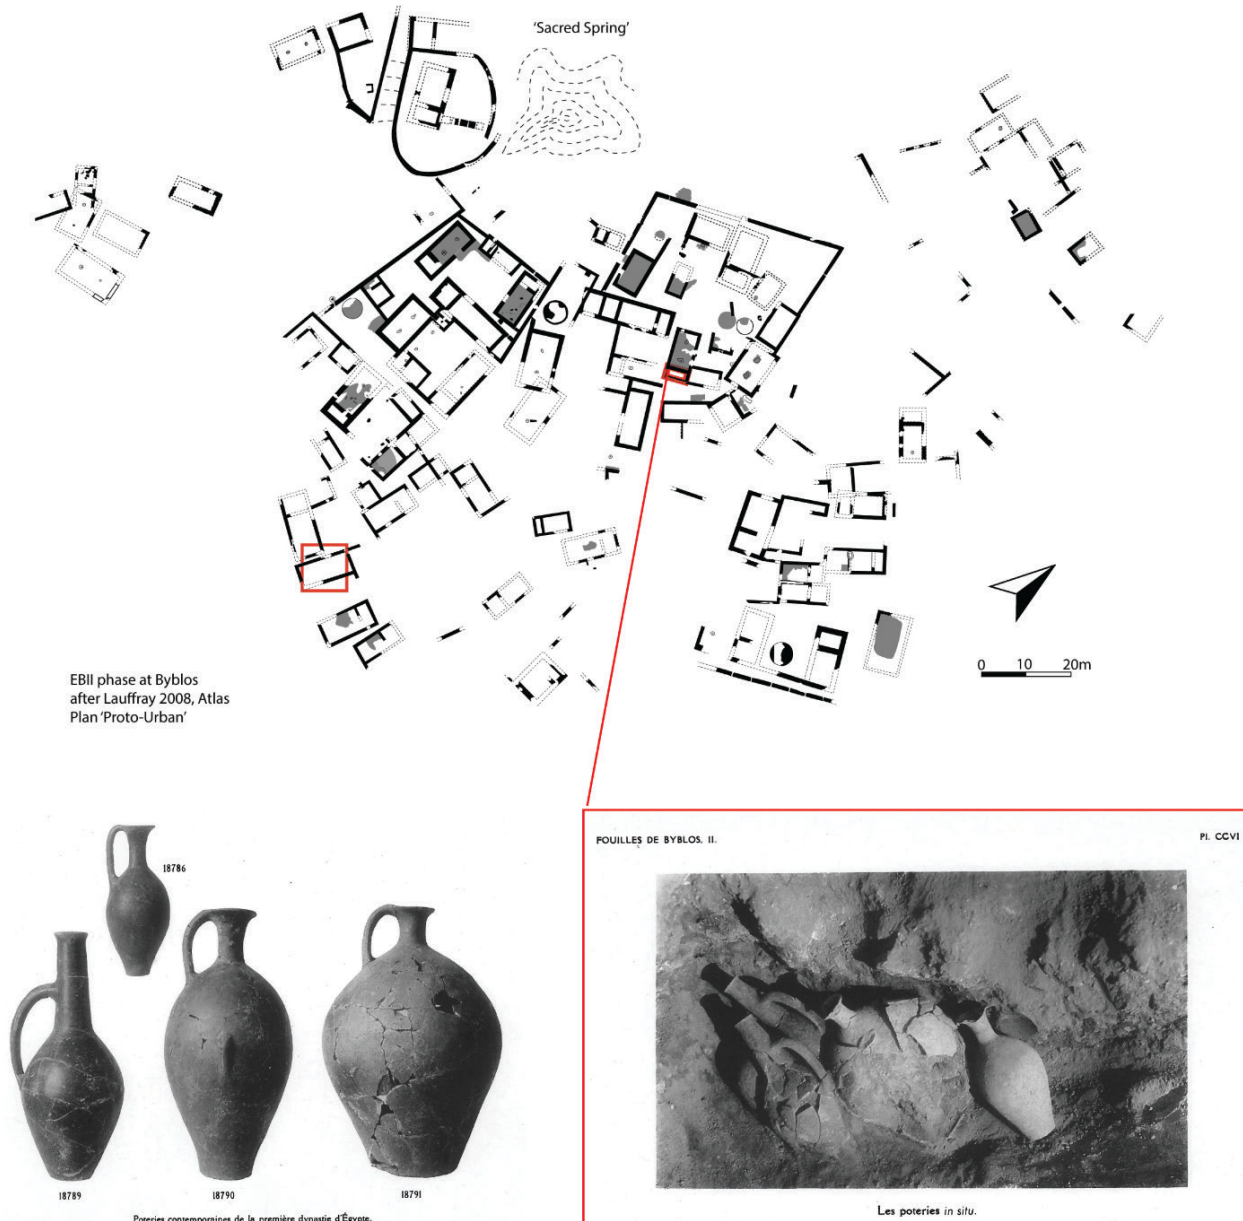 'Sacred Spring'
EBII phase at Byblos
after Lauffray 2008, Atlas
Plan 'Proto-Urban'
0 10 20m
18786
18789
18790
18791
Poteries contemporaines de la première dynastie d'Égypte.
FOUILLES DE BYBLOS, II.
Pl. CCVI
Les poteries in situ.